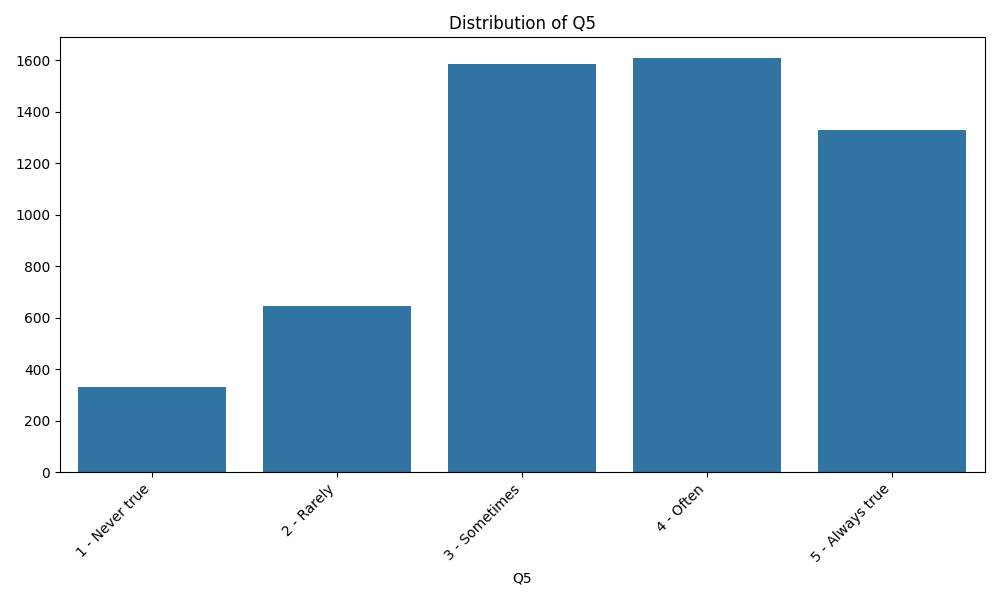 Distribution of Q5
1600
1400
1200
1000
800
600
400
200
0
1 - Never true
2 - Rarely
3 - Sometimes
4 - Often
5 - Always true
Q5